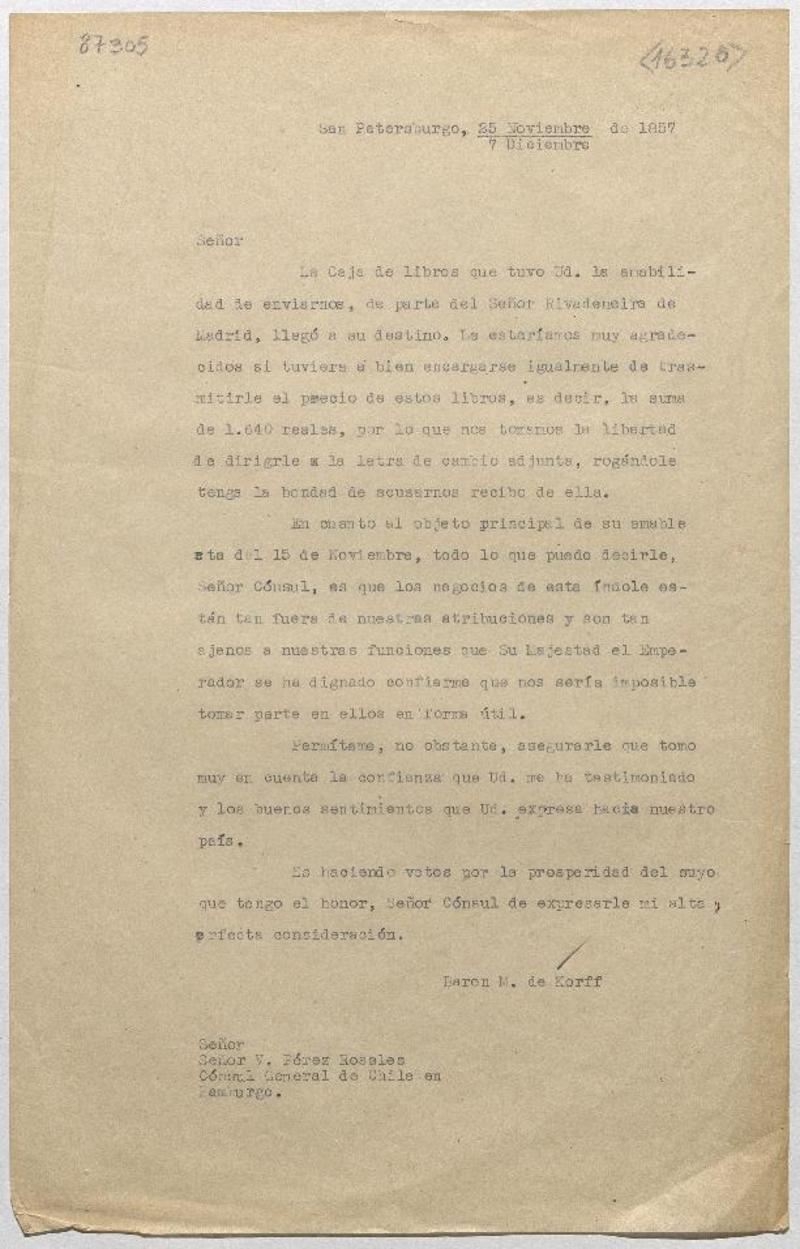 87305
(16326)
San Petersburgo, 25 Noviembre de 1857
7 Diciembre
Señor
La Caja de libros que tuvo Ud. la amabili-
dad de enviarnos, de parte del Señor Rivadeneira de
Madrid, llegó a su destino. Le estaríamos muy agrade-
cidos si tuviera a bien encargarse igualmente de tras-
mitirle el precio de estos libros, es decir, la suma
de 1.640 reales, por lo que nos tomamos la libertad
de dirigrle a la letra de cambio adjunta, rogándole
tenga la bondad de acusarnos recibo de ella.
En cuanto al objeto principal de su amable
ata del 15 de Noviembre, todo lo que puedo decirle,
Señor Cónsul, es que los negocios de esta índole es-
tán tan fuera de nuestras atribuciones y son tan
ajenos a nuestras funciones que Su Majestad el Empe-
rador se ha dignado confiarme que nos sería imposible
tomar parte en ellos en forma útil.
Permítame, no obstante, asegurarle que tomo
muy en cuenta la confianza que Ud. me ha testimoniado
y los buenos sentimientos que Ud. expresa hacia nuestro
país.
Es haciendo votos por la prosperidad del suyo
que tengo el honor, Señor Cónsul de expresarle mi alta y
perfecta consideración.
Baron M. de Korff
Señor
Señor V. Pérez Rosales
Cónsul General de Chile en
Hamburgo.